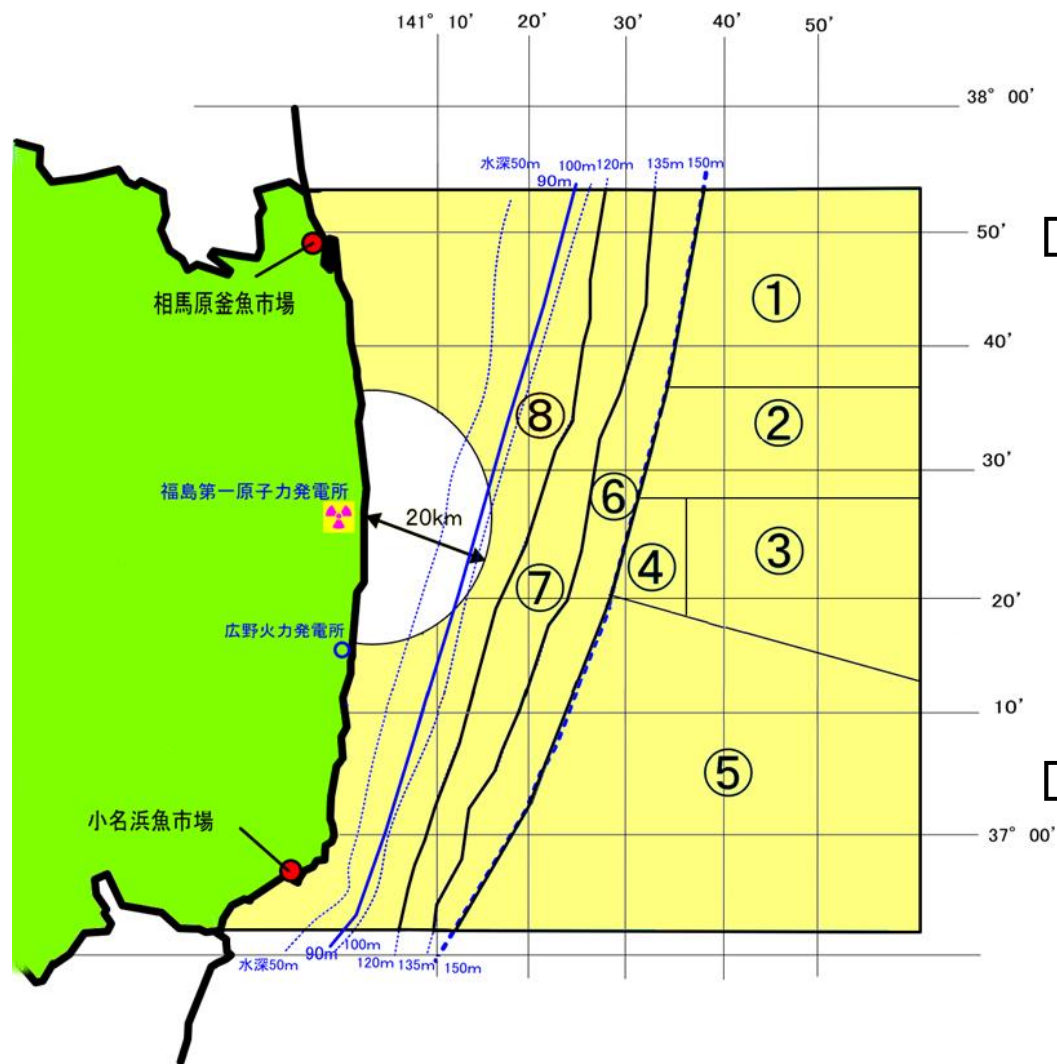 141° 10’ 20’ 30’ 40’ 50’
38° 00’
水深50m 100m 120m 135m 150m
90m
50’
①
相馬原釜魚市場
40’
⑧
②
30’
福島第一原子力発電所
⑥
20km
③
④
⑦
20’
広野火力発電所
10’
⑤
小名浜魚市場
37° 00’
水深50m 90m 100m 120m 135m 150m